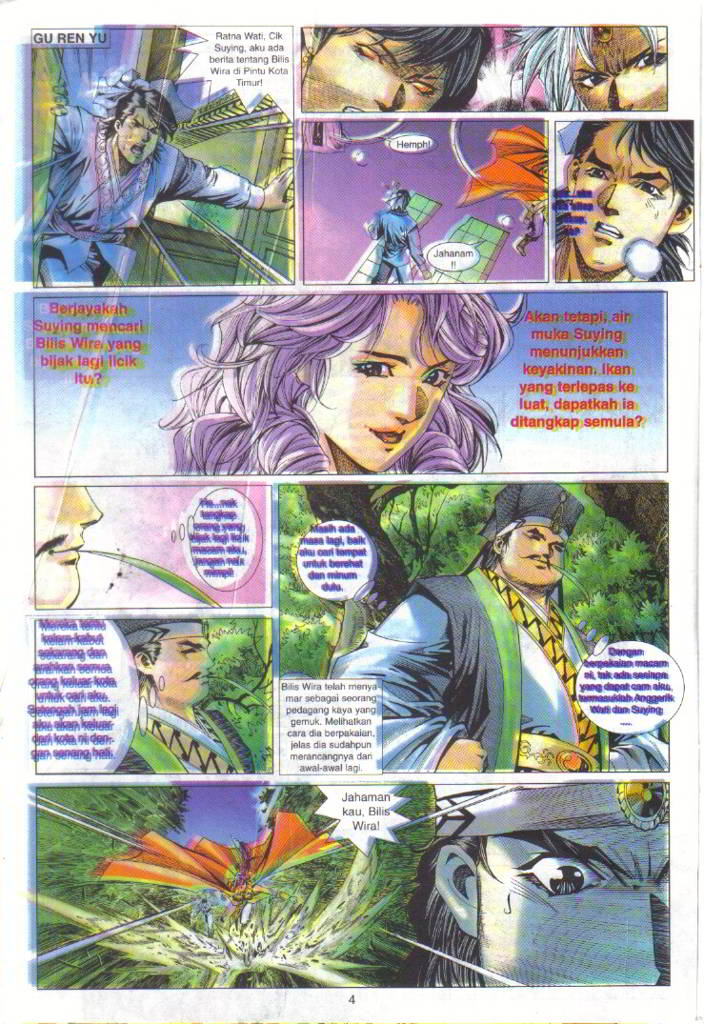 GU REN YU
Ratna Wati, Cik
Suying, aku ada
berita tentang Bilis
Wira di Pintu Kota
Timur!
Hemph!
Jahanam
!!
Berjayakah
Suying mencari
Bilis Wira yang
bijak lagi licik
itu?
Akan tetapi, air
muka Suying
menunjukkan
keyakinan. Ikan
yang terlepas ke
luat, dapatkah ia
ditangkap semula?
He...nak
tangkap
orang yang
bijak lagi licik
macam aku,
jangan naik
mimpi!
Masih ada
masa lagi, baik
aku cari tempat
untuk berehat
dan minum
dulu.
Mereka tentu
kelam-kabut
sekarang dan
arahkan semua
orang keluar kota
untuk cari aku.
Setengah jam lagi
aku akan keluar
dari kota ni dan
dan senang hati.
Dengan
berpakaian macam
ni, tak ada sesiapa
yang dapat cam aku,
termasuklah Anggerik
Wati dan Suying
....
Bilis Wira telah menya
mar sebagai seorang
pedagang kaya yang
gemuk. Melihatkan
cara dia berpakaian,
jelas dia sudahpun
merancangnya dari
awal-awal lagi.
Jahaman
kau, Bilis
Wira!
4